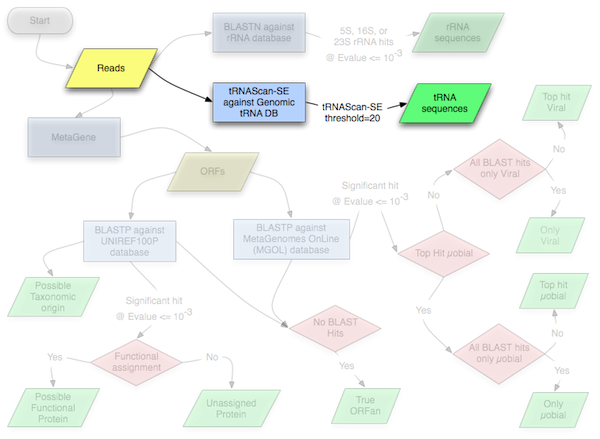 Start
BLASTN against
rRNA database
5S, 16S, or
23S rRNA hits
@ Evalue <= 10-3
rRNA
sequences
Reads
tRNAScan-SE
against Genomic
tRNA DB
tRNAScan-SE
threshold=20
tRNA
sequences
MetaGene
ORFs
Top hit
Viral
No
All BLAST hits
only Viral
Yes
Only
Viral
Significant hit
@ Evalue <= 10-3
No
BLASTP against
UNIREF100P
database
BLASTP against
MetaGenomes OnLine
(MGOL) database
Top Hit µobial
Possible
Taxonomic
origin
Significant hit
@ Evalue <= 10-3
No BLAST
Hits
Yes
Top hit
µobial
No
All BLAST hits
only µobial
Yes
Only
µobial
Yes
Functional
assignment
No
Yes
Possible
Functional
Protein
Unassigned
Protein
True
ORFan